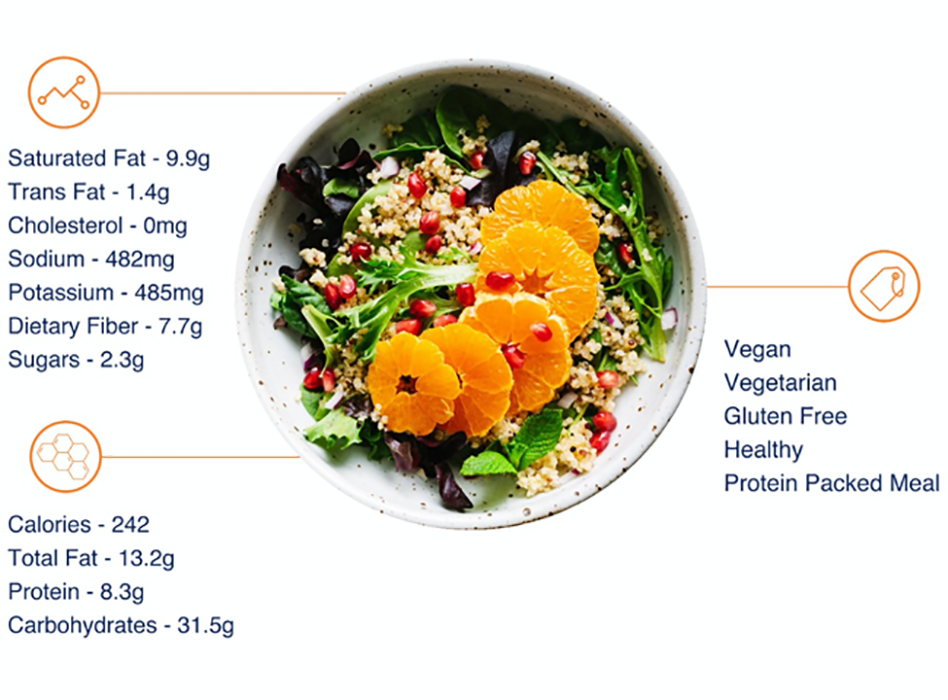 Saturated Fat - 9.9g
Trans Fat - 1.4g
Cholesterol - 0mg
Sodium - 482mg
Potassium - 485mg
Dietary Fiber - 7.7g
Sugars - 2.3g
Calories - 242
Total Fat - 13.2g
Protein - 8.3g
Carbohydrates - 31.5g
Vegan
Vegetarian
Gluten Free
Healthy
Protein Packed Meal